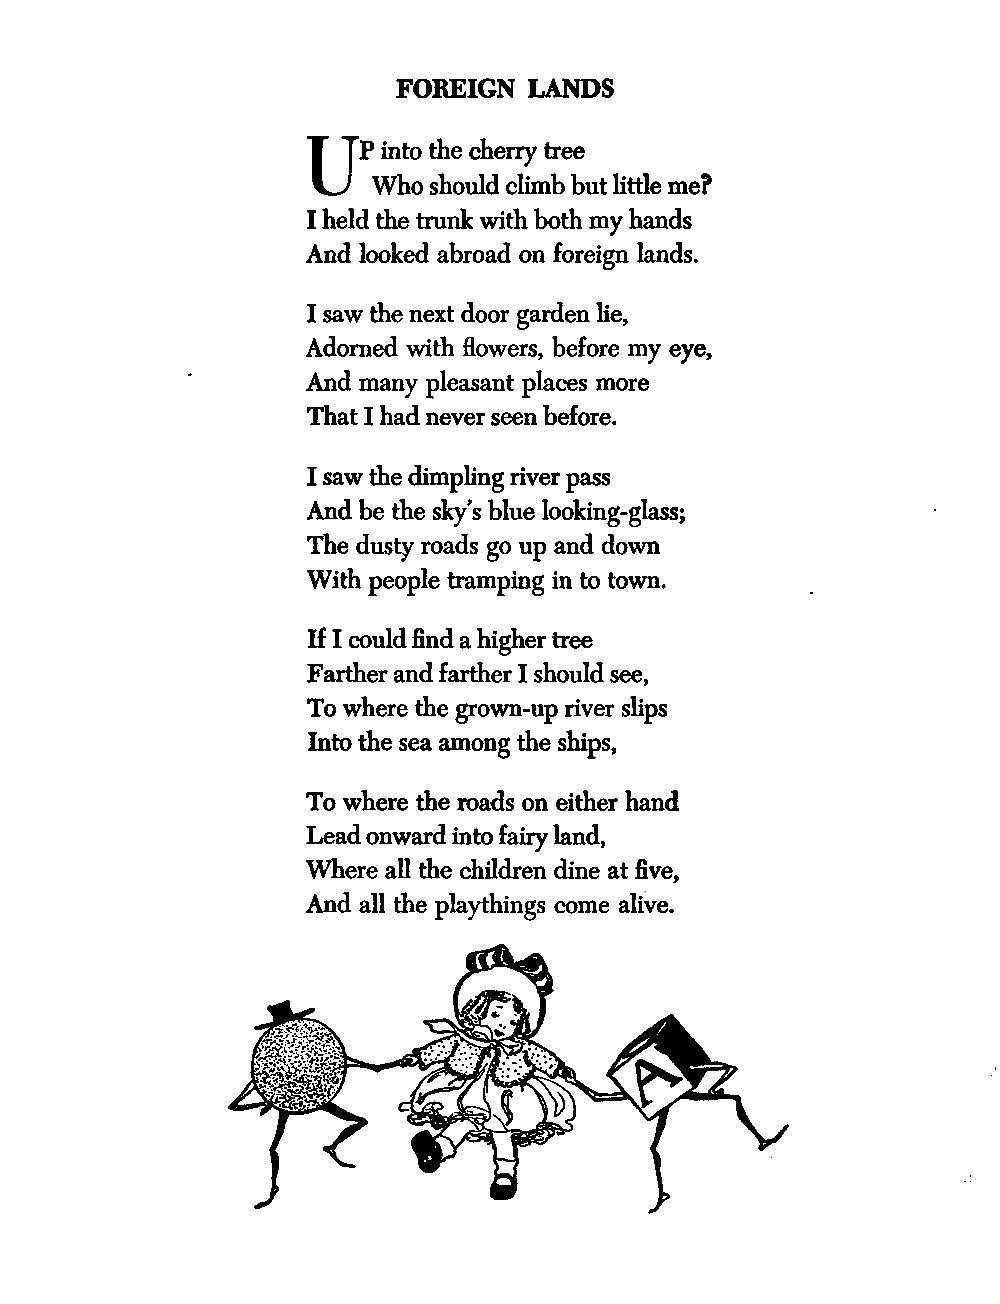 FOREIGN LANDS
UP into the cherry tree
Who should climb but little me?
I held the trunk with both my hands
And looked abroad on foreign lands.
I saw the next door garden lie,
Adorned with flowers, before my eye,
And many pleasant places more
That I had never seen before.
I saw the dimpling river pass
And be the sky's blue looking-glass;
The dusty roads go up and down
With people tramping in to town.
If I could find a higher tree
Farther and farther I should see,
To where the grown-up river slips
Into the sea among the ships,
To where the roads on either hand
Lead onward into fairy land,
Where all the children dine at five,
And all the playthings come alive.
A